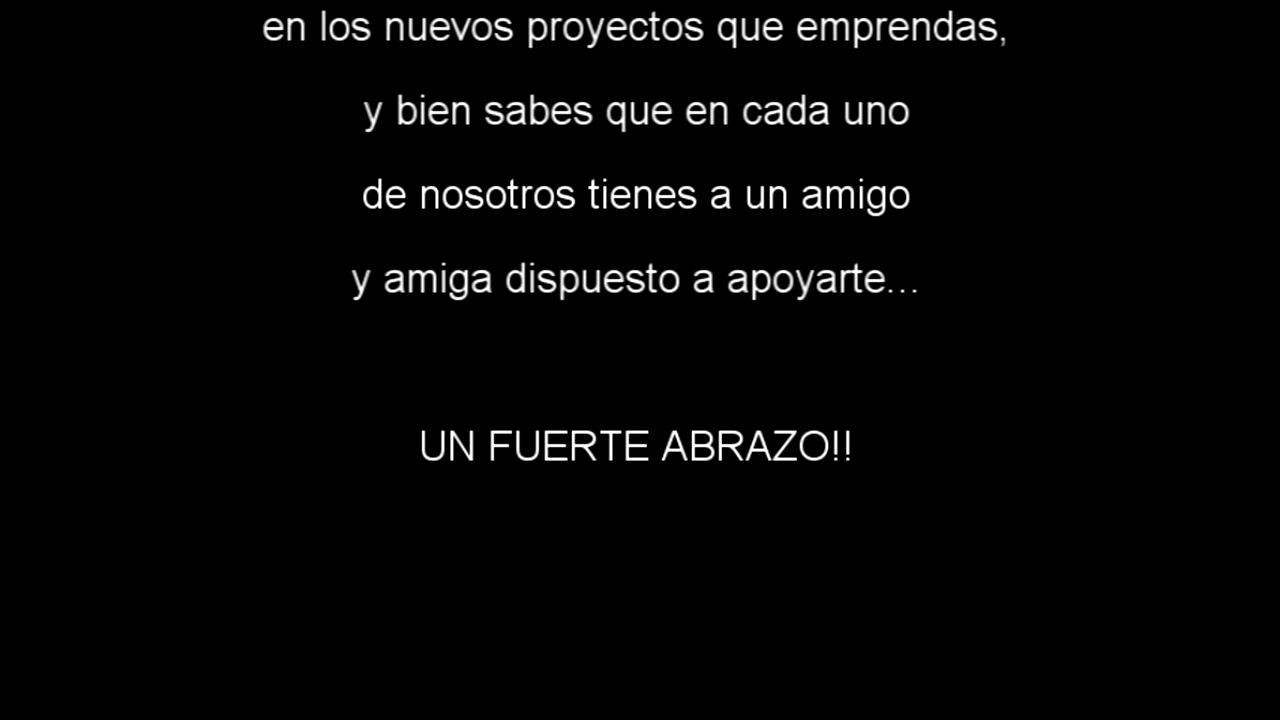 en los nuevos proyectos que emprendas,
y bien sabes que en cada uno
de nosotros tienes a un amigo
y amiga dispuesto a apoyarte...
UN FUERTE ABRAZO!!